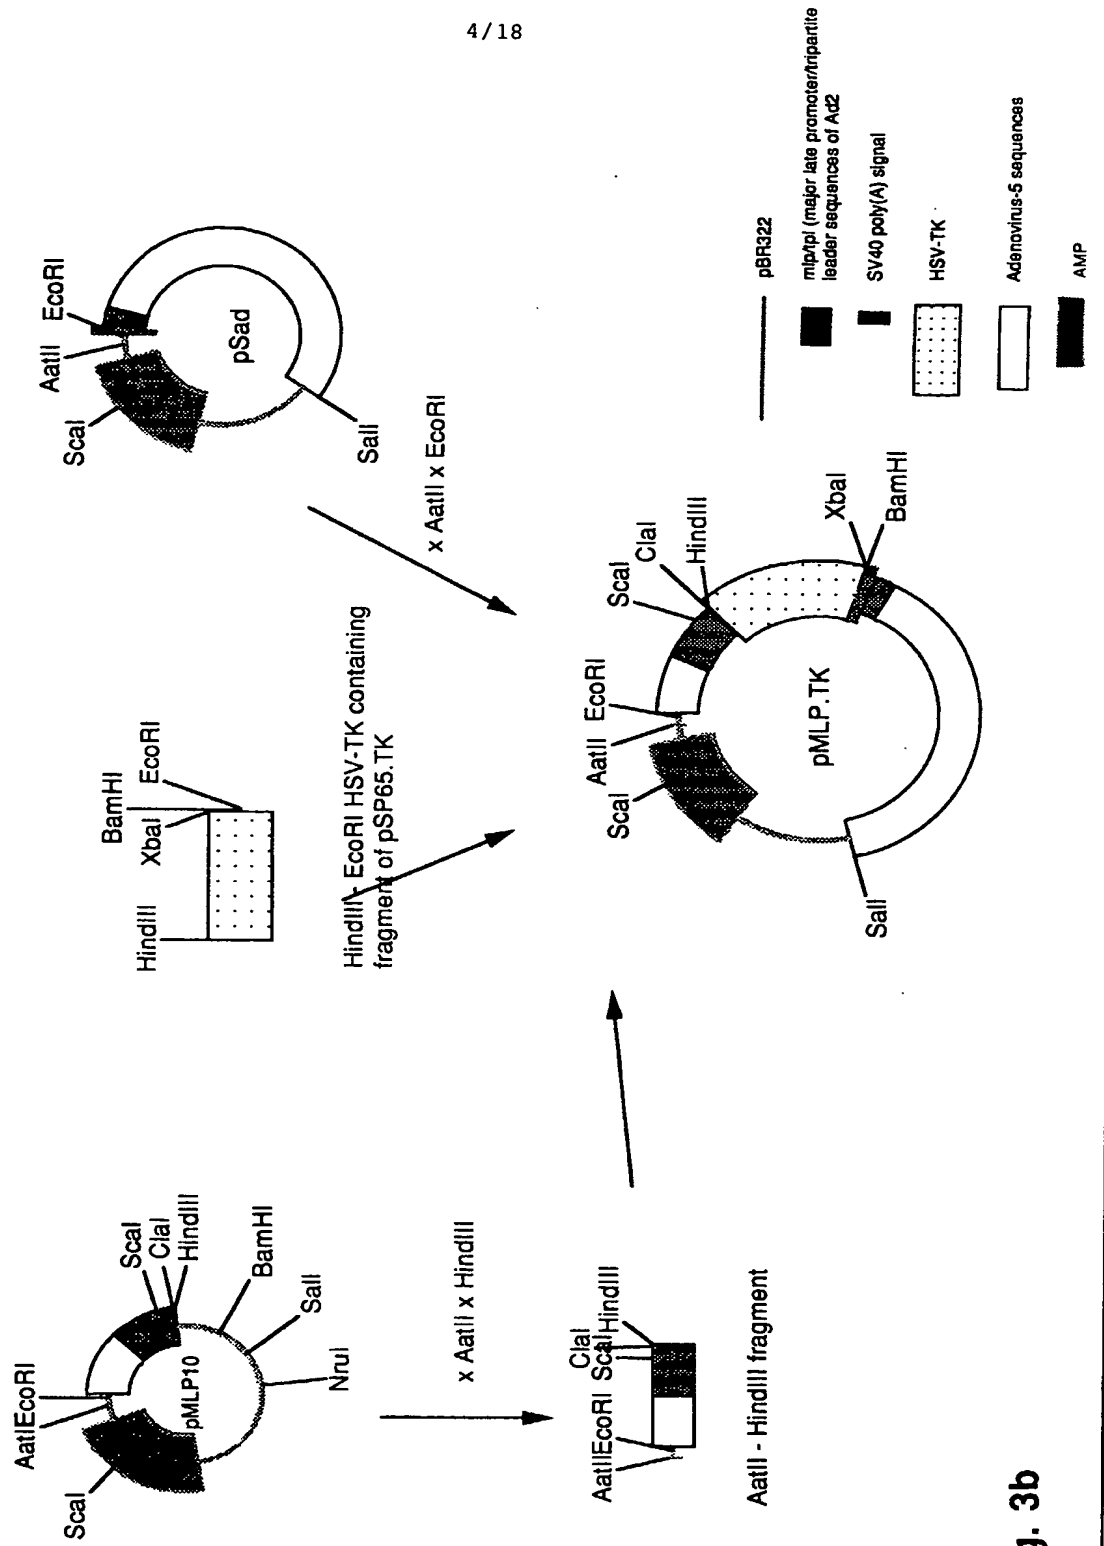 4/18
AatIEcoRI
ScaI
ScaI
ClaI
HindIII
pMLP10
BamHI
SalI
NruI
x AatII x HindIII
AatIIEcoRI
ClaI
ScaI
HindIII
AatII - HindIII fragment
HindIII
XbaI
BamHI
EcoRI
HindIII - EcoRI HSV-TK containing
fragment of pSP65.TK
ScaI
AatII
EcoRI
pSad
SalI
x AatII x EcoRI
ScaI
AatII
EcoRI
ScaI
ClaI
HindIII
pMLP.TK
XbaI
BamHI
SalI
pBR322
mlp/tpl (major late promoter/tripartite
leader sequences of Ad2
SV40 poly(A) signal
HSV-TK
Adenovirus-5 sequences
AMP
g. 3b